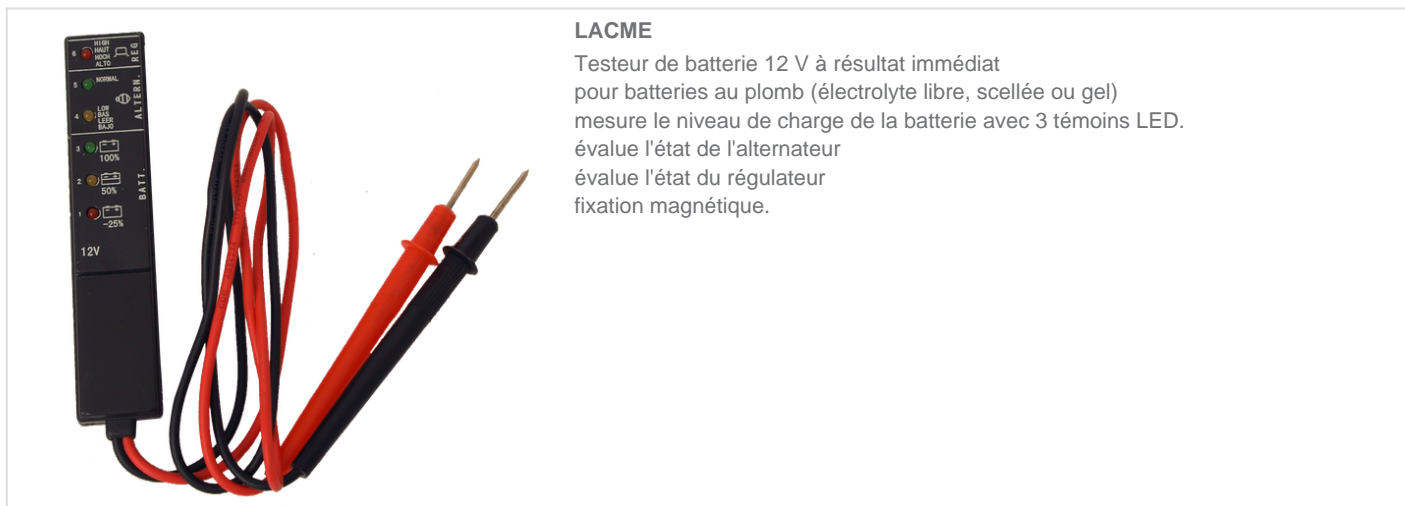 6 HIGH
HAUT
HOCH
ALTO
REG
5 NORMAL
ALTERN.
4 LOW
BAS
LEER
BAJO
3 100%
BATT.
2 50%
1 -25%
12V
LACME
Testeur de batterie 12 V à résultat immédiat
pour batteries au plomb (électrolyte libre, scellée ou gel)
mesure le niveau de charge de la batterie avec 3 témoins LED.
évalue l'état de l'alternateur
évalue l'état du régulateur
fixation magnétique.